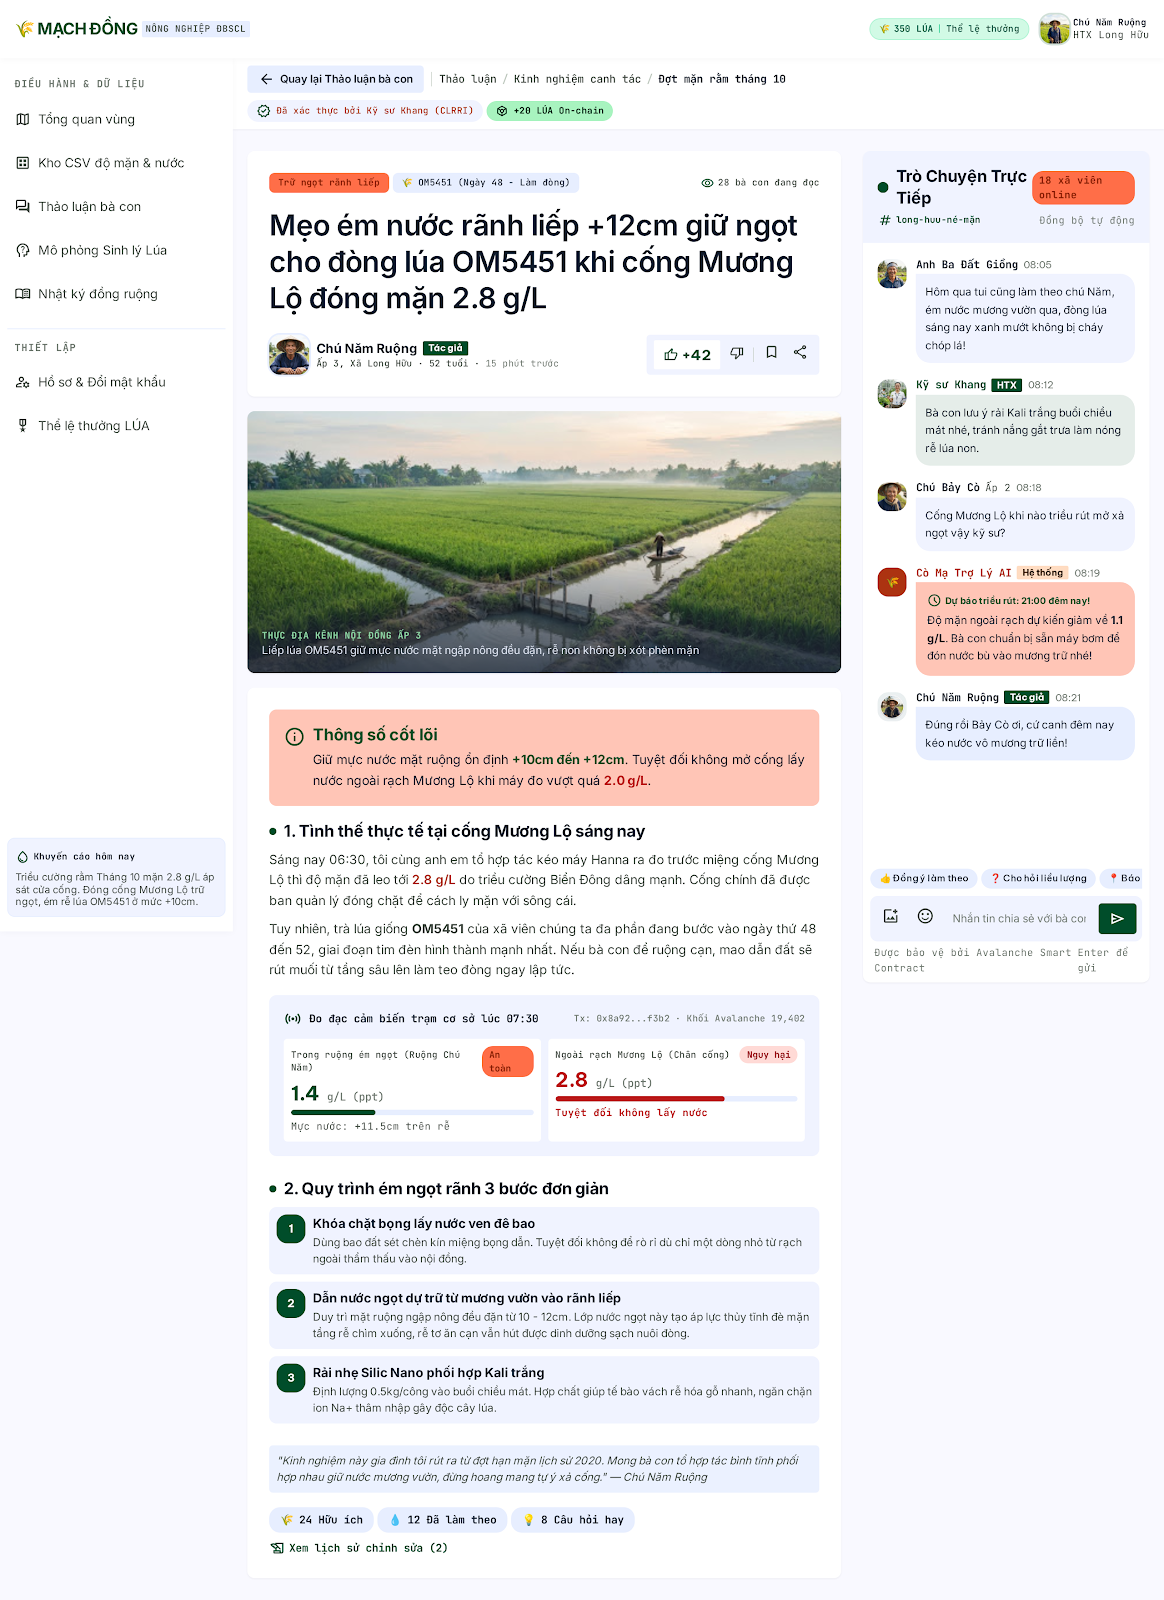 🌾 MẠCH ĐỒNG NÔNG NGHIỆP ĐBSCL
🌾 350 LÚA | Thể lệ thưởng
Chú Năm Ruộng
HTX Long Hữu
ĐIỀU HÀNH & DỮ LIỆU
Tổng quan vùng
Kho CSV độ mặn & nước
Thảo luận bà con
Mô phỏng Sinh lý Lúa
Nhật ký đồng ruộng
THIẾT LẬP
Hồ sơ & Đổi mật khẩu
Thể lệ thưởng LÚA
Khuyến cáo hôm nay
Triều cường rằm Tháng 10 mặn 2.8 g/L áp
sát cửa cống. Đóng cống Mương Lộ trữ
ngọt, ém rễ lúa OM5451 ở mức +10cm.
Quay lại Thảo luận bà con
Thảo luận / Kinh nghiệm canh tác / Đợt mặn rằm tháng 10
Đã xác thực bởi Kỹ sư Khang (CLRRI)
+20 LÚA On-chain
Trữ ngọt rãnh liếp
🌾 OM5451 (Ngày 48 - Làm đòng)
28 bà con đang đọc
Mẹo ém nước rãnh liếp +12cm giữ ngọt
cho đòng lúa OM5451 khi cống Mương
Lộ đóng mặn 2.8 g/L
Chú Năm Ruộng Tác giả
Ấp 3, Xã Long Hữu · 52 tuổi · 15 phút trước
+42
THỰC ĐỊA KÊNH NỘI ĐỒNG ẤP 3
Liếp lúa OM5451 giữ mực nước mặt ngập nông đều đặn, rễ non không bị xót phèn mặn
Thông số cốt lõi
Giữ mực nước mặt ruộng ổn định +10cm đến +12cm. Tuyệt đối không mở cống lấy
nước ngoài rạch Mương Lộ khi máy đo vượt quá 2.0 g/L.
1. Tình thế thực tế tại cống Mương Lộ sáng nay
Sáng nay 06:30, tôi cùng anh em tổ hợp tác kéo máy Hanna ra đo trước miệng cống Mương
Lộ thì độ mặn đã leo tới 2.8 g/L do triều cường Biển Đông dâng mạnh. Cống chính đã được
ban quản lý đóng chặt để cách ly mặn với sông cái.
Tuy nhiên, trà lúa giống OM5451 của xã viên chúng ta đa phần đang bước vào ngày thứ 48
đến 52, giai đoạn tim đèn hình thành mạnh nhất. Nếu bà con để ruộng cạn, mao dẫn đất sẽ
rút muối từ tầng sâu lên làm teo đòng ngay lập tức.
Đo đạc cảm biến trạm cơ sở lúc 07:30
Tx: 0x8a92...f3b2 · Khối Avalanche 19,402
Trong ruộng ém ngọt (Ruộng Chú
Năm)
An
toàn
1.4 g/L (ppt)
Mực nước: +11.5cm trên rễ
Ngoài rạch Mương Lộ (Chân cống)
Nguy hại
2.8 g/L (ppt)
Tuyệt đối không lấy nước
2. Quy trình ém ngọt rãnh 3 bước đơn giản
1
Khóa chặt bọng lấy nước ven đê bao
Dùng bao đất sét chèn kín miệng bọng dẫn. Tuyệt đối không để rò rỉ dù chỉ một dòng nhỏ từ rạch
ngoài thẩm thấu vào nội đồng.
2
Dẫn nước ngọt dự trữ từ mương vườn vào rãnh liếp
Duy trì mặt ruộng ngập nông đều đặn từ 10 - 12cm. Lớp nước ngọt này tạo áp lực thủy tĩnh đè mặn
tầng rễ chìm xuống, rễ tơ ăn cạn vẫn hút được dinh dưỡng sạch nuôi đòng.
3
Rải nhẹ Silic Nano phối hợp Kali trắng
Định lượng 0.5kg/công vào buổi chiều mát. Hợp chất giúp tế bào vách rễ hóa gỗ nhanh, ngăn chặn
ion Na+ thâm nhập gây độc cây lúa.
"Kinh nghiệm này gia đình tôi rút ra từ đợt hạn mặn lịch sử 2020. Mong bà con tổ hợp tác bình tĩnh phối
hợp nhau giữ nước mương vườn, đừng hoang mang tự ý xả cống." — Chú Năm Ruộng
🌾 24 Hữu ích
💧 12 Đã làm theo
💡 8 Câu hỏi hay
Xem lịch sử chỉnh sửa (2)
Trò Chuyện Trực
Tiếp
18 xã viên
online
# long-huu-né-mặn
Đồng bộ tự động
Anh Ba Đất Giồng 08:05
Hôm qua tui cũng làm theo chú Năm,
ém nước mương vườn qua, đòng lúa
sáng nay xanh mướt không bị cháy
chóp lá!
Kỹ sư Khang HTX 08:12
Bà con lưu ý rải Kali trắng buổi chiều
mát nhé, tránh nắng gắt trưa làm nóng
rễ lúa non.
Chú Bảy Cò Ấp 2 08:18
Cống Mương Lộ khi nào triều rút mở xả
ngọt vậy kỹ sư?
Cò Mạ Trợ Lý AI Hệ thống 08:19
Dự báo triều rút: 21:00 đêm nay!
Độ mặn ngoài rạch dự kiến giảm về 1.1
g/L. Bà con chuẩn bị sẵn máy bơm để
đón nước bù vào mương trữ nhé!
Chú Năm Ruộng Tác giả 08:21
Đúng rồi Bảy Cò ơi, cứ canh đêm nay
kéo nước vô mương trữ liền!
👍 Đồng ý làm theo
❓ Cho hỏi liều lượng
📍 Báo
Nhắn tin chia sẻ với bà con
Được bảo vệ bởi Avalanche Smart
Contract
Enter để
gửi